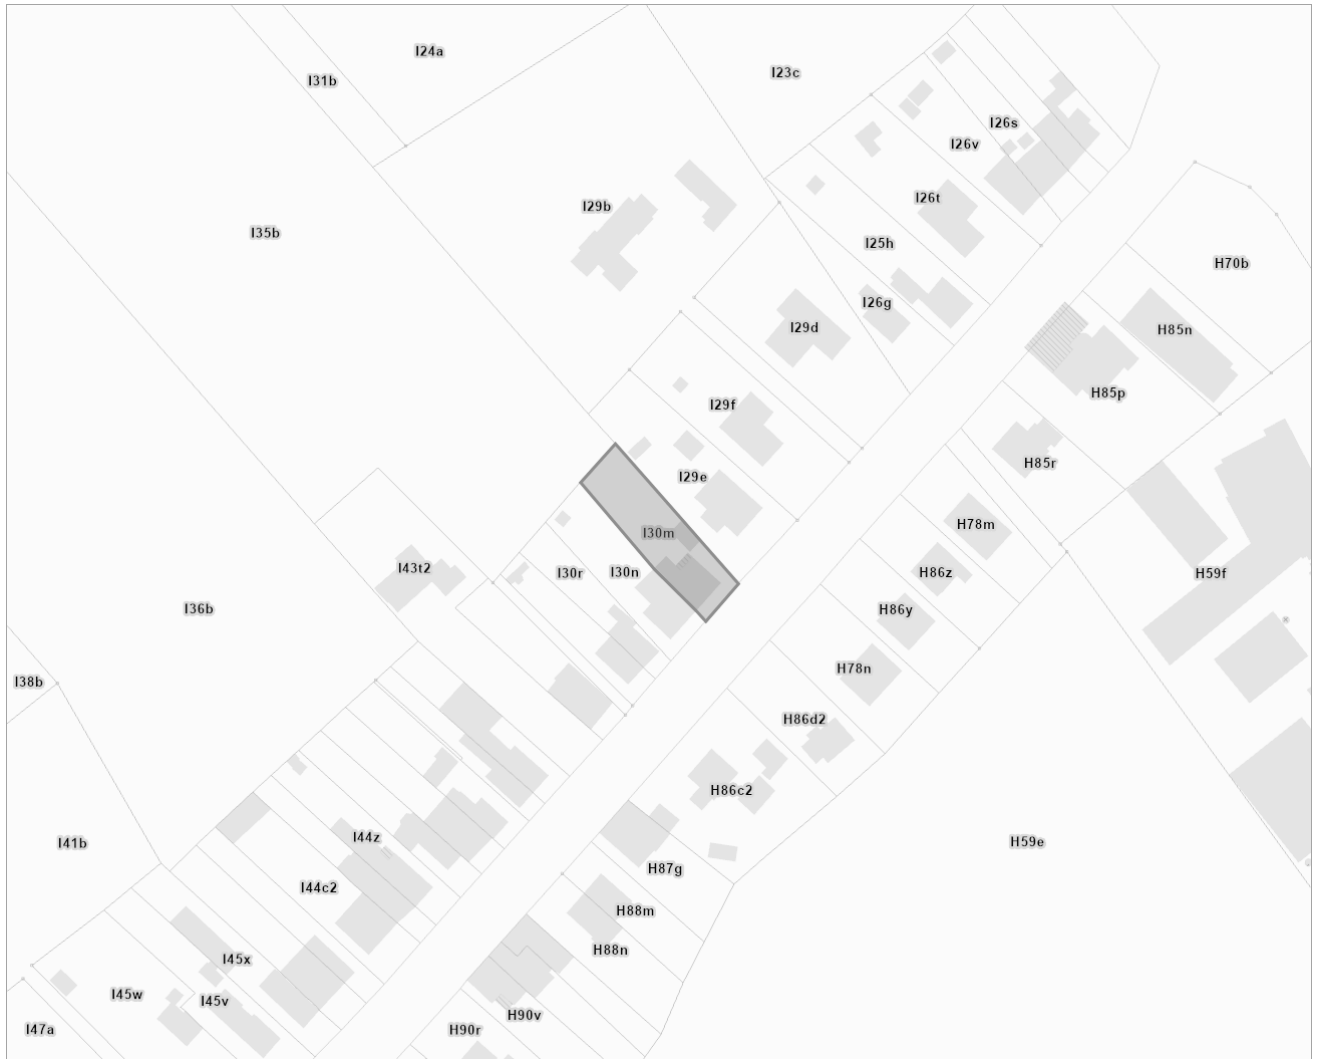 I24a
I23c
I31b
I26s
I26v
I26t
I29b
I35b
I25h
H70b
I26g
I29d
H85n
H85p
I29f
H85r
I29e
H78m
I30m
I43t2
I30r
I30n
H86z
H59f
I36b
H86y
H78n
I38b
H86d2
H86c2
I44z
I41b
H59e
H87g
I44c2
H88m
H88n
I45x
I45w
I45v
H90v
I47a
H90r